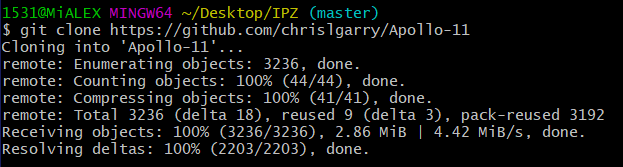 1531@MiALEX MINGW64 ~/Desktop/IPZ (master)
$ git clone https://github.com/chrislgarry/Apollo-11
Cloning into 'Apollo-11'...
remote: Enumerating objects: 3236, done.
remote: Counting objects: 100% (44/44), done.
remote: Compressing objects: 100% (41/41), done.
remote: Total 3236 (delta 18), reused 9 (delta 3), pack-reused 3192
Receiving objects: 100% (3236/3236), 2.86 MiB | 4.42 MiB/s, done.
Resolving deltas: 100% (2203/2203), done.